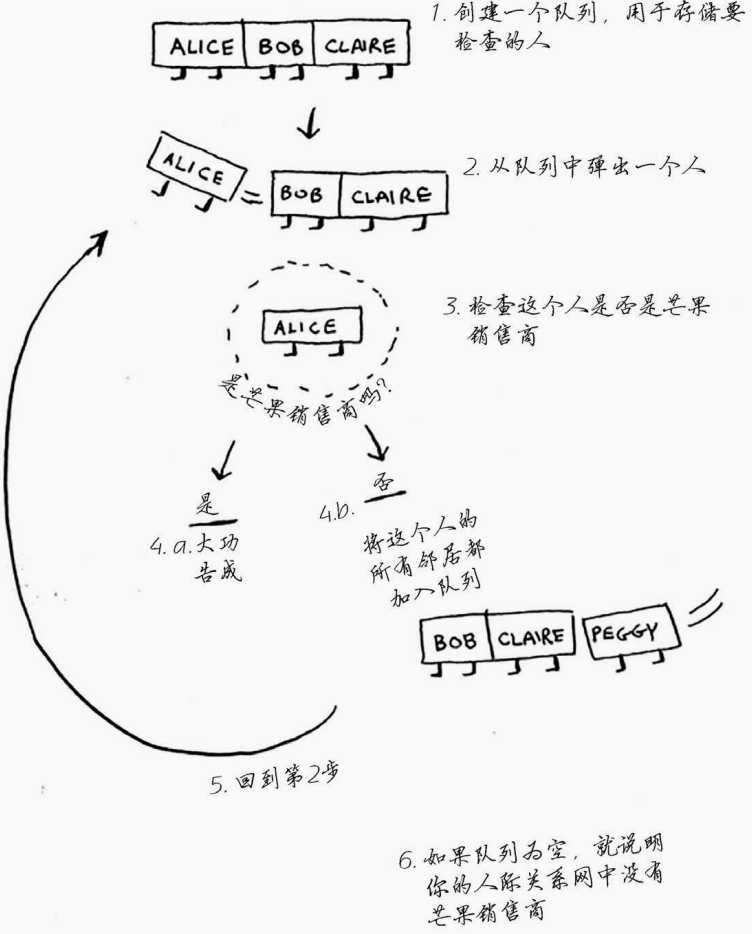 1. 创建一个队列，用于存储要
检查的人
ALICE BOB CLAIRE
2. 从队列中弹出一个人
ALICE BOB CLAIRE
3. 检查这个人是否是芒果
销售商
ALICE
是芒果销售商吗?
是
4.a.大功
告成
否
4.b.
将这个人的
所有邻居都
加入队列
BOB CLAIRE PEGGY
5. 回到第2步
6. 如果队列为空，就说明
你的人际关系网中没有
芒果销售商